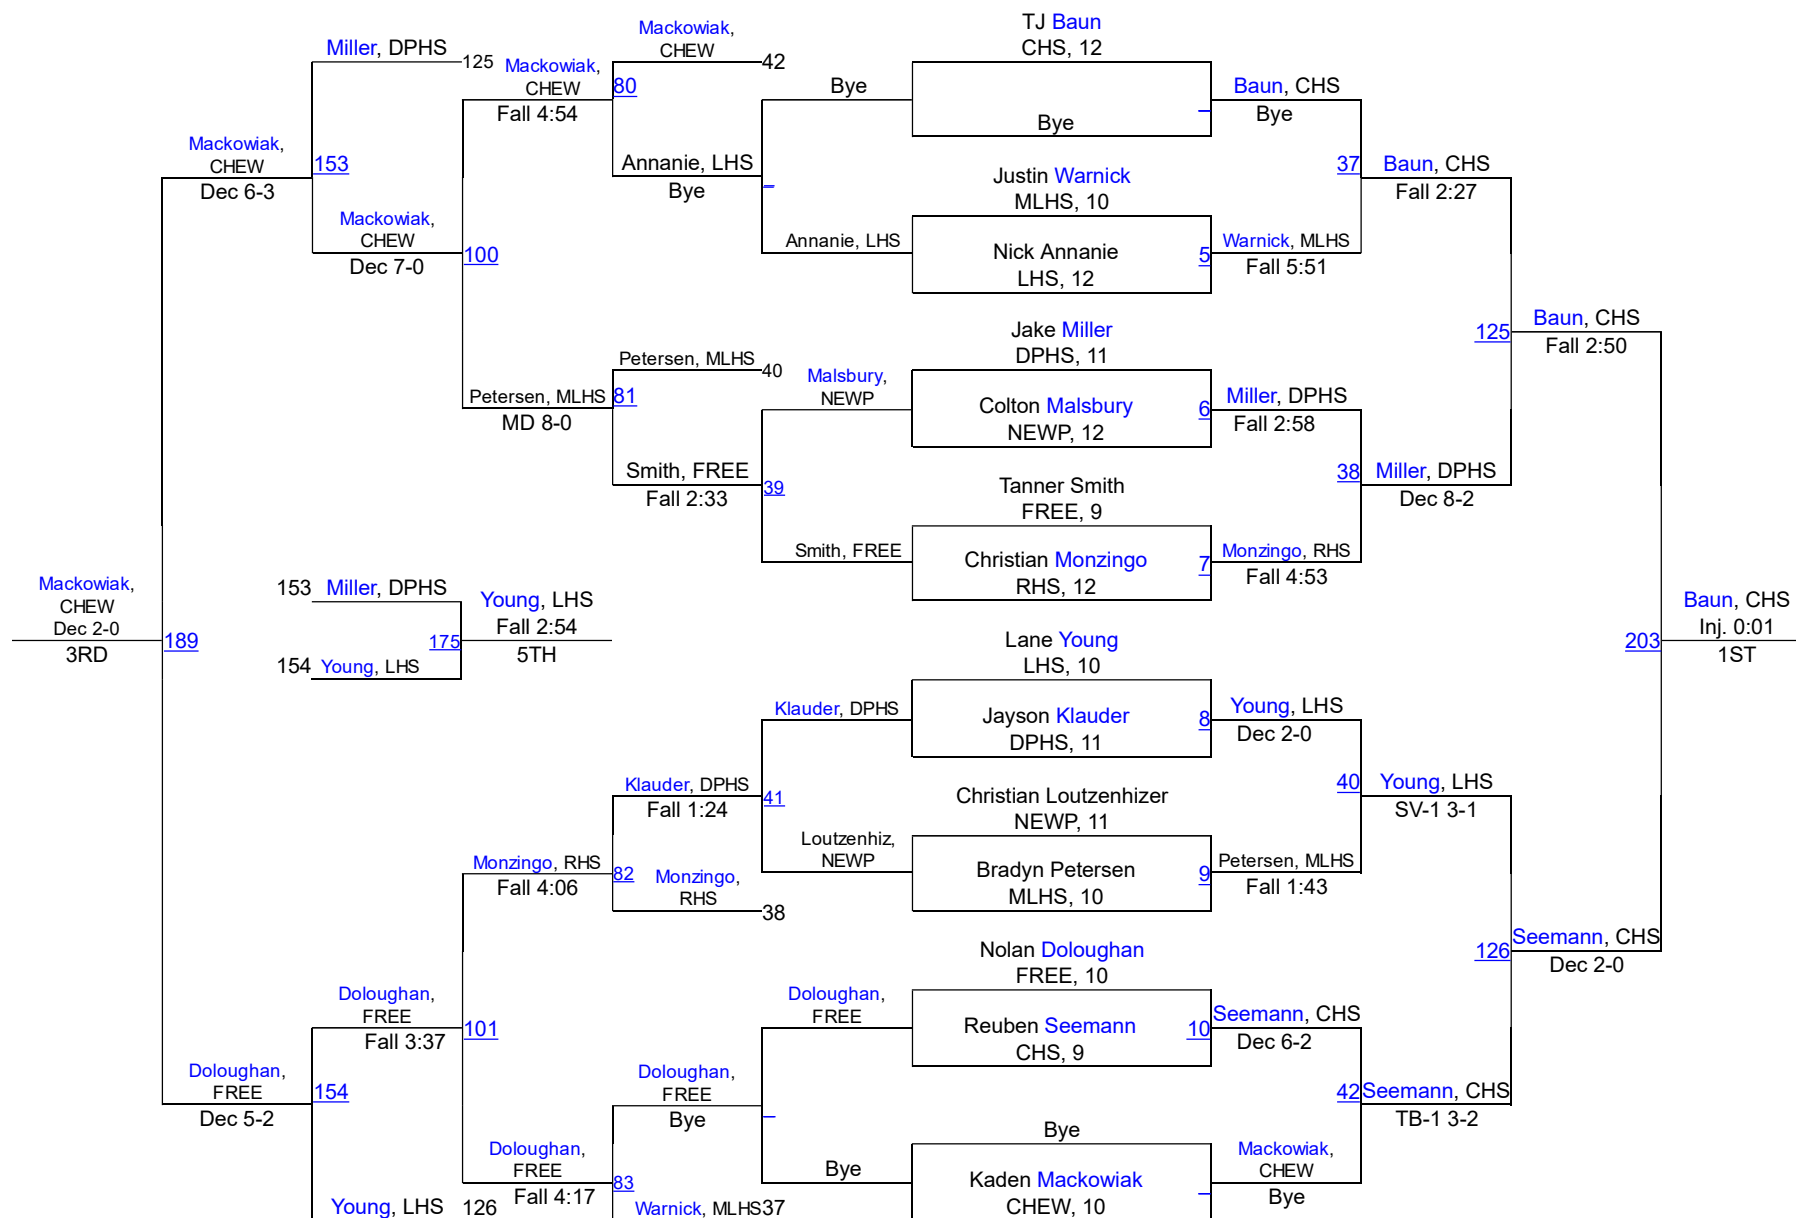 TJ Baun
CHS, 12
Mackowiak,
CHEW
42
Miller, DPHS
125
Mackowiak,
CHEW
80
Fall 4:54
Bye
Baun, CHS
Bye
Bye
Mackowiak,
CHEW
153
Dec 6-3
Annanie, LHS
Bye
Justin Warnick
MLHS, 10
37
Baun, CHS
Fall 2:27
Mackowiak,
CHEW
100
Dec 7-0
Annanie, LHS
Nick Annanie
LHS, 12
5
Warnick, MLHS
Fall 5:51
Jake Miller
DPHS, 11
125
Baun, CHS
Fall 2:50
Petersen, MLHS
40
Malsbury,
NEWP
Petersen, MLHS
81
MD 8-0
Colton Malsbury
NEWP, 12
6
Miller, DPHS
Fall 2:58
Smith, FREE
39
Fall 2:33
Tanner Smith
FREE, 9
38
Miller, DPHS
Dec 8-2
Smith, FREE
Christian Monzingo
RHS, 12
7
Monzingo, RHS
Fall 4:53
Mackowiak,
CHEW
Dec 2-0
189
3RD
153
Miller, DPHS
Young, LHS
Fall 2:54
175
5TH
154
Young, LHS
Baun, CHS
Inj. 0:01
203
1ST
Lane Young
LHS, 10
Klauder, DPHS
Jayson Klauder
DPHS, 11
8
Young, LHS
Dec 2-0
Klauder, DPHS
41
Fall 1:24
Christian Loutzenhizer
NEWP, 11
40
Young, LHS
SV-1 3-1
Loutzenhiz,
NEWP
Monzingo, RHS
82
Fall 4:06
Monzingo,
RHS
38
Bradyn Petersen
MLHS, 10
9
Petersen, MLHS
Fall 1:43
Nolan Doloughan
FREE, 10
126
Seemann, CHS
Dec 2-0
Doloughan,
FREE
101
Fall 3:37
Doloughan,
FREE
Reuben Seemann
CHS, 9
10
Seemann, CHS
Dec 6-2
Doloughan,
FREE
154
Dec 5-2
Doloughan,
FREE
Bye
42
Seemann, CHS
TB-1 3-2
Bye
Doloughan,
FREE
83
Fall 4:17
Bye
Kaden Mackowiak
CHEW, 10
Mackowiak,
CHEW
Bye
Young, LHS
126
Warnick, MLHS
37